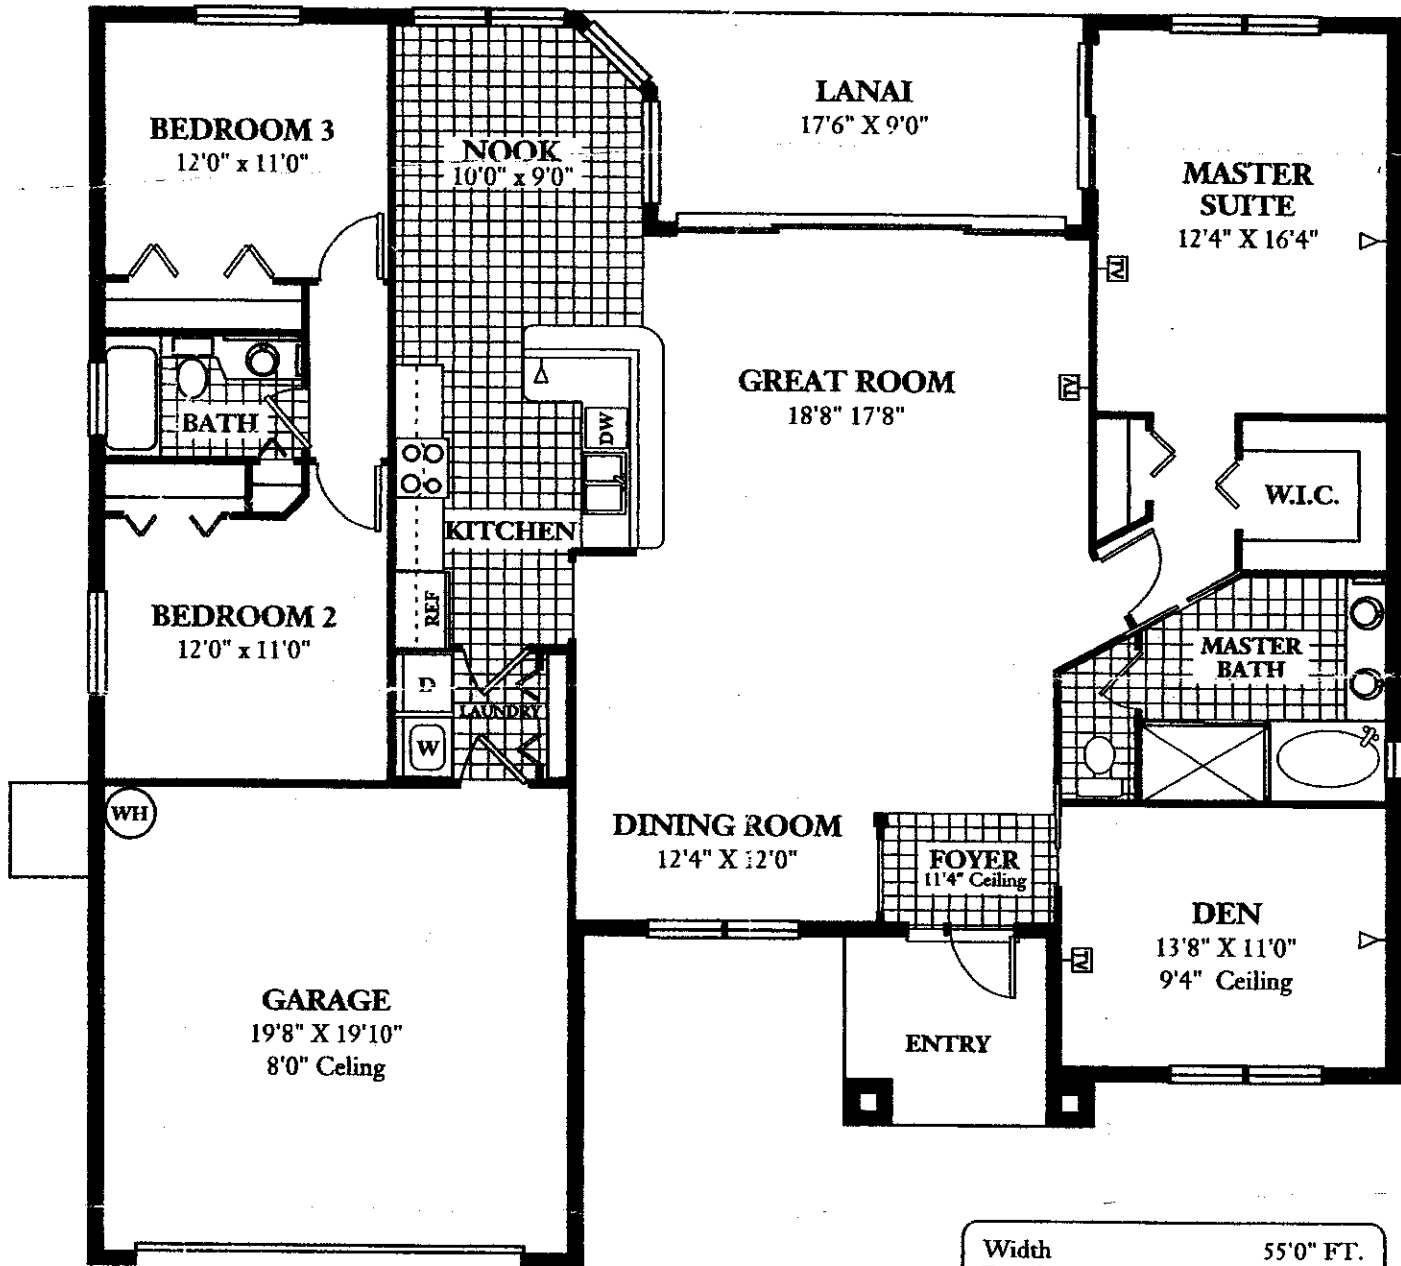 BEDROOM 3
12'0" x 11'0"
NOOK
10'0" x 9'0"
LANAI
17'6" X 9'0"
MASTER
SUITE
12'4" X 16'4"
TV
GREAT ROOM
18'8" 17'8"
TV
BATH
DW
W.I.C.
KITCHEN
REF
BEDROOM 2
12'0" x 11'0"
MASTER
BATH
D
LAUNDRY
W
WH
DINING ROOM
12'4" X 12'0"
FOYER
11'4" Ceiling
DEN
13'8" X 11'0"
9'4" Ceiling
TV
GARAGE
19'8" X 19'10"
8'0" Celing
ENTRY
Width 55'0" FT.